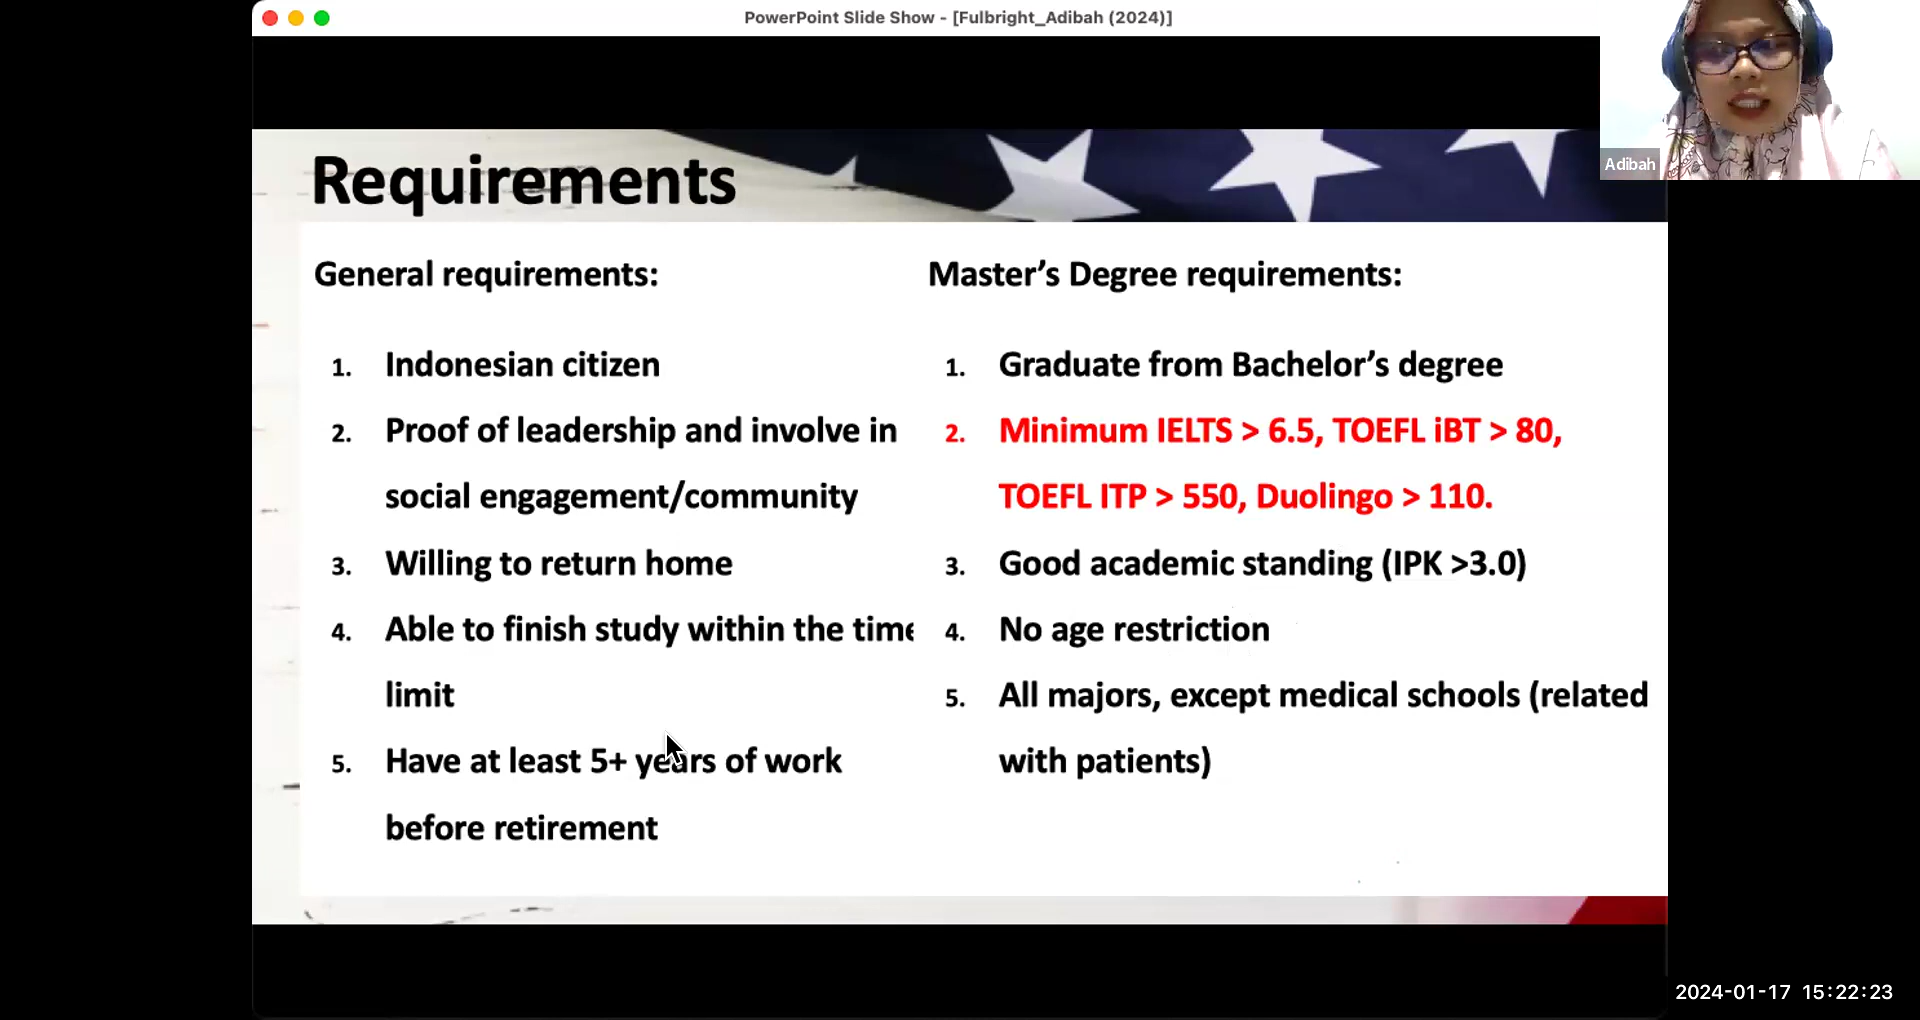 PowerPoint Slide Show - [Fulbright_Adibah (2024)]
Adibah
Requirements
General requirements:
1. Indonesian citizen
2. Proof of leadership and involve in
social engagement/community
3. Willing to return home
4. Able to finish study within the time
limit
5. Have at least 5+ years of work
before retirement
Master's Degree requirements:
1. Graduate from Bachelor's degree
2. Minimum IELTS > 6.5, TOEFL iBT > 80,
TOEFL ITP > 550, Duolingo > 110.
3. Good academic standing (IPK >3.0)
4. No age restriction
5. All majors, except medical schools (related
with patients)
2024-01-17 15:22:23